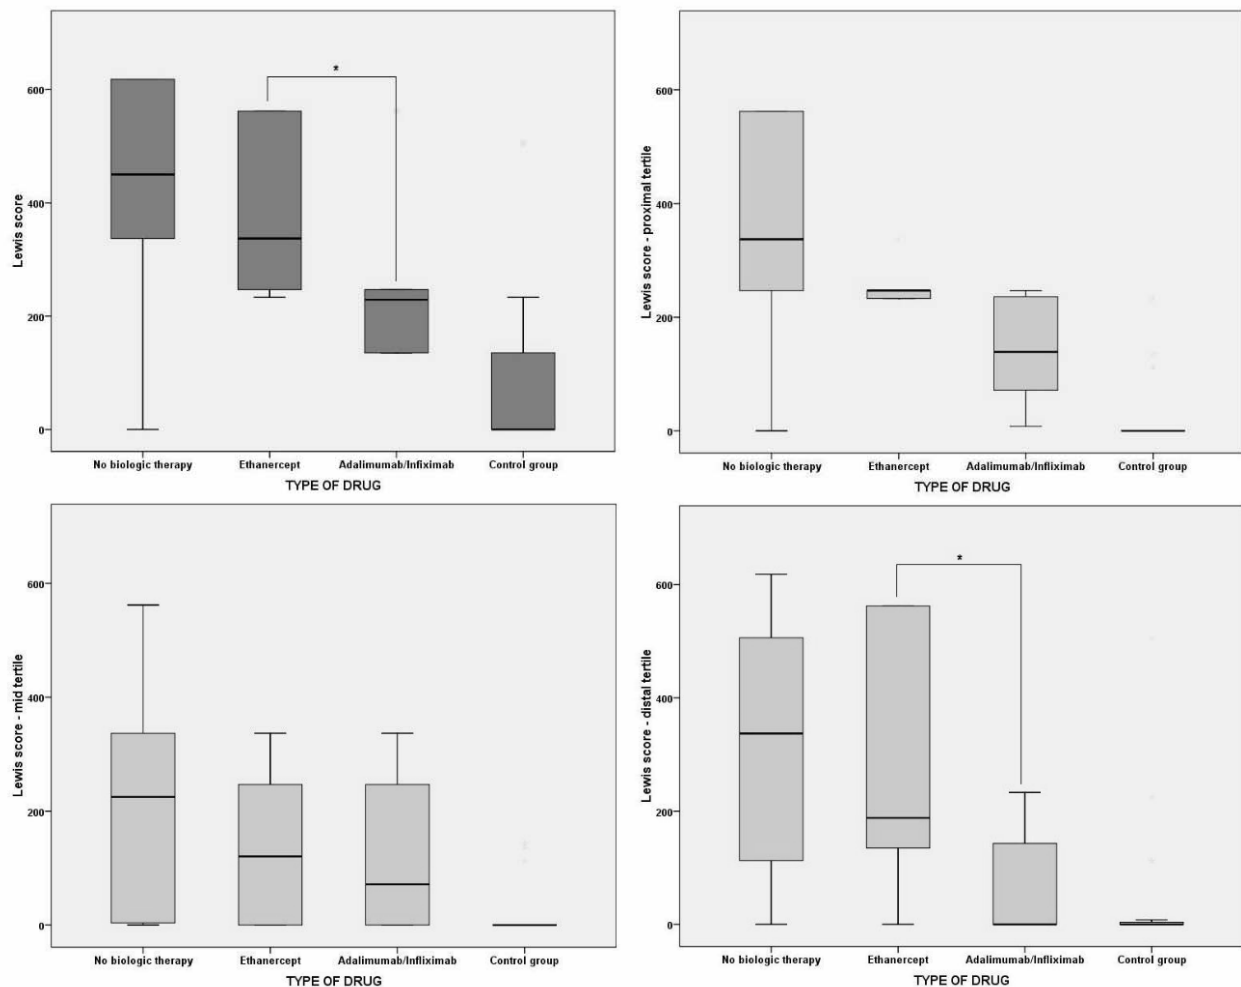 Lewis score
600
400
200
0
*
No biologic therapy
Ethanercept
Adalimumab/Infiximab
Control group
TYPE OF DRUG
Lewis score - proximal tertile
600
400
200
0
No biologic therapy
Ethanercept
Adalimumab/Infliximab
Control group
TYPE OF DRUG
Lewis score - mid tertile
600
400
200
0
No biologic therapy
Ethanercept
Adalimumab/Infliximab
Control group
TYPE OF DRUG
Lewis score - distal tertile
600
400
200
0
*
No biologic therapy
Ethanercept
Adalimumab/Infliximab
Control group
TYPE OF DRUG